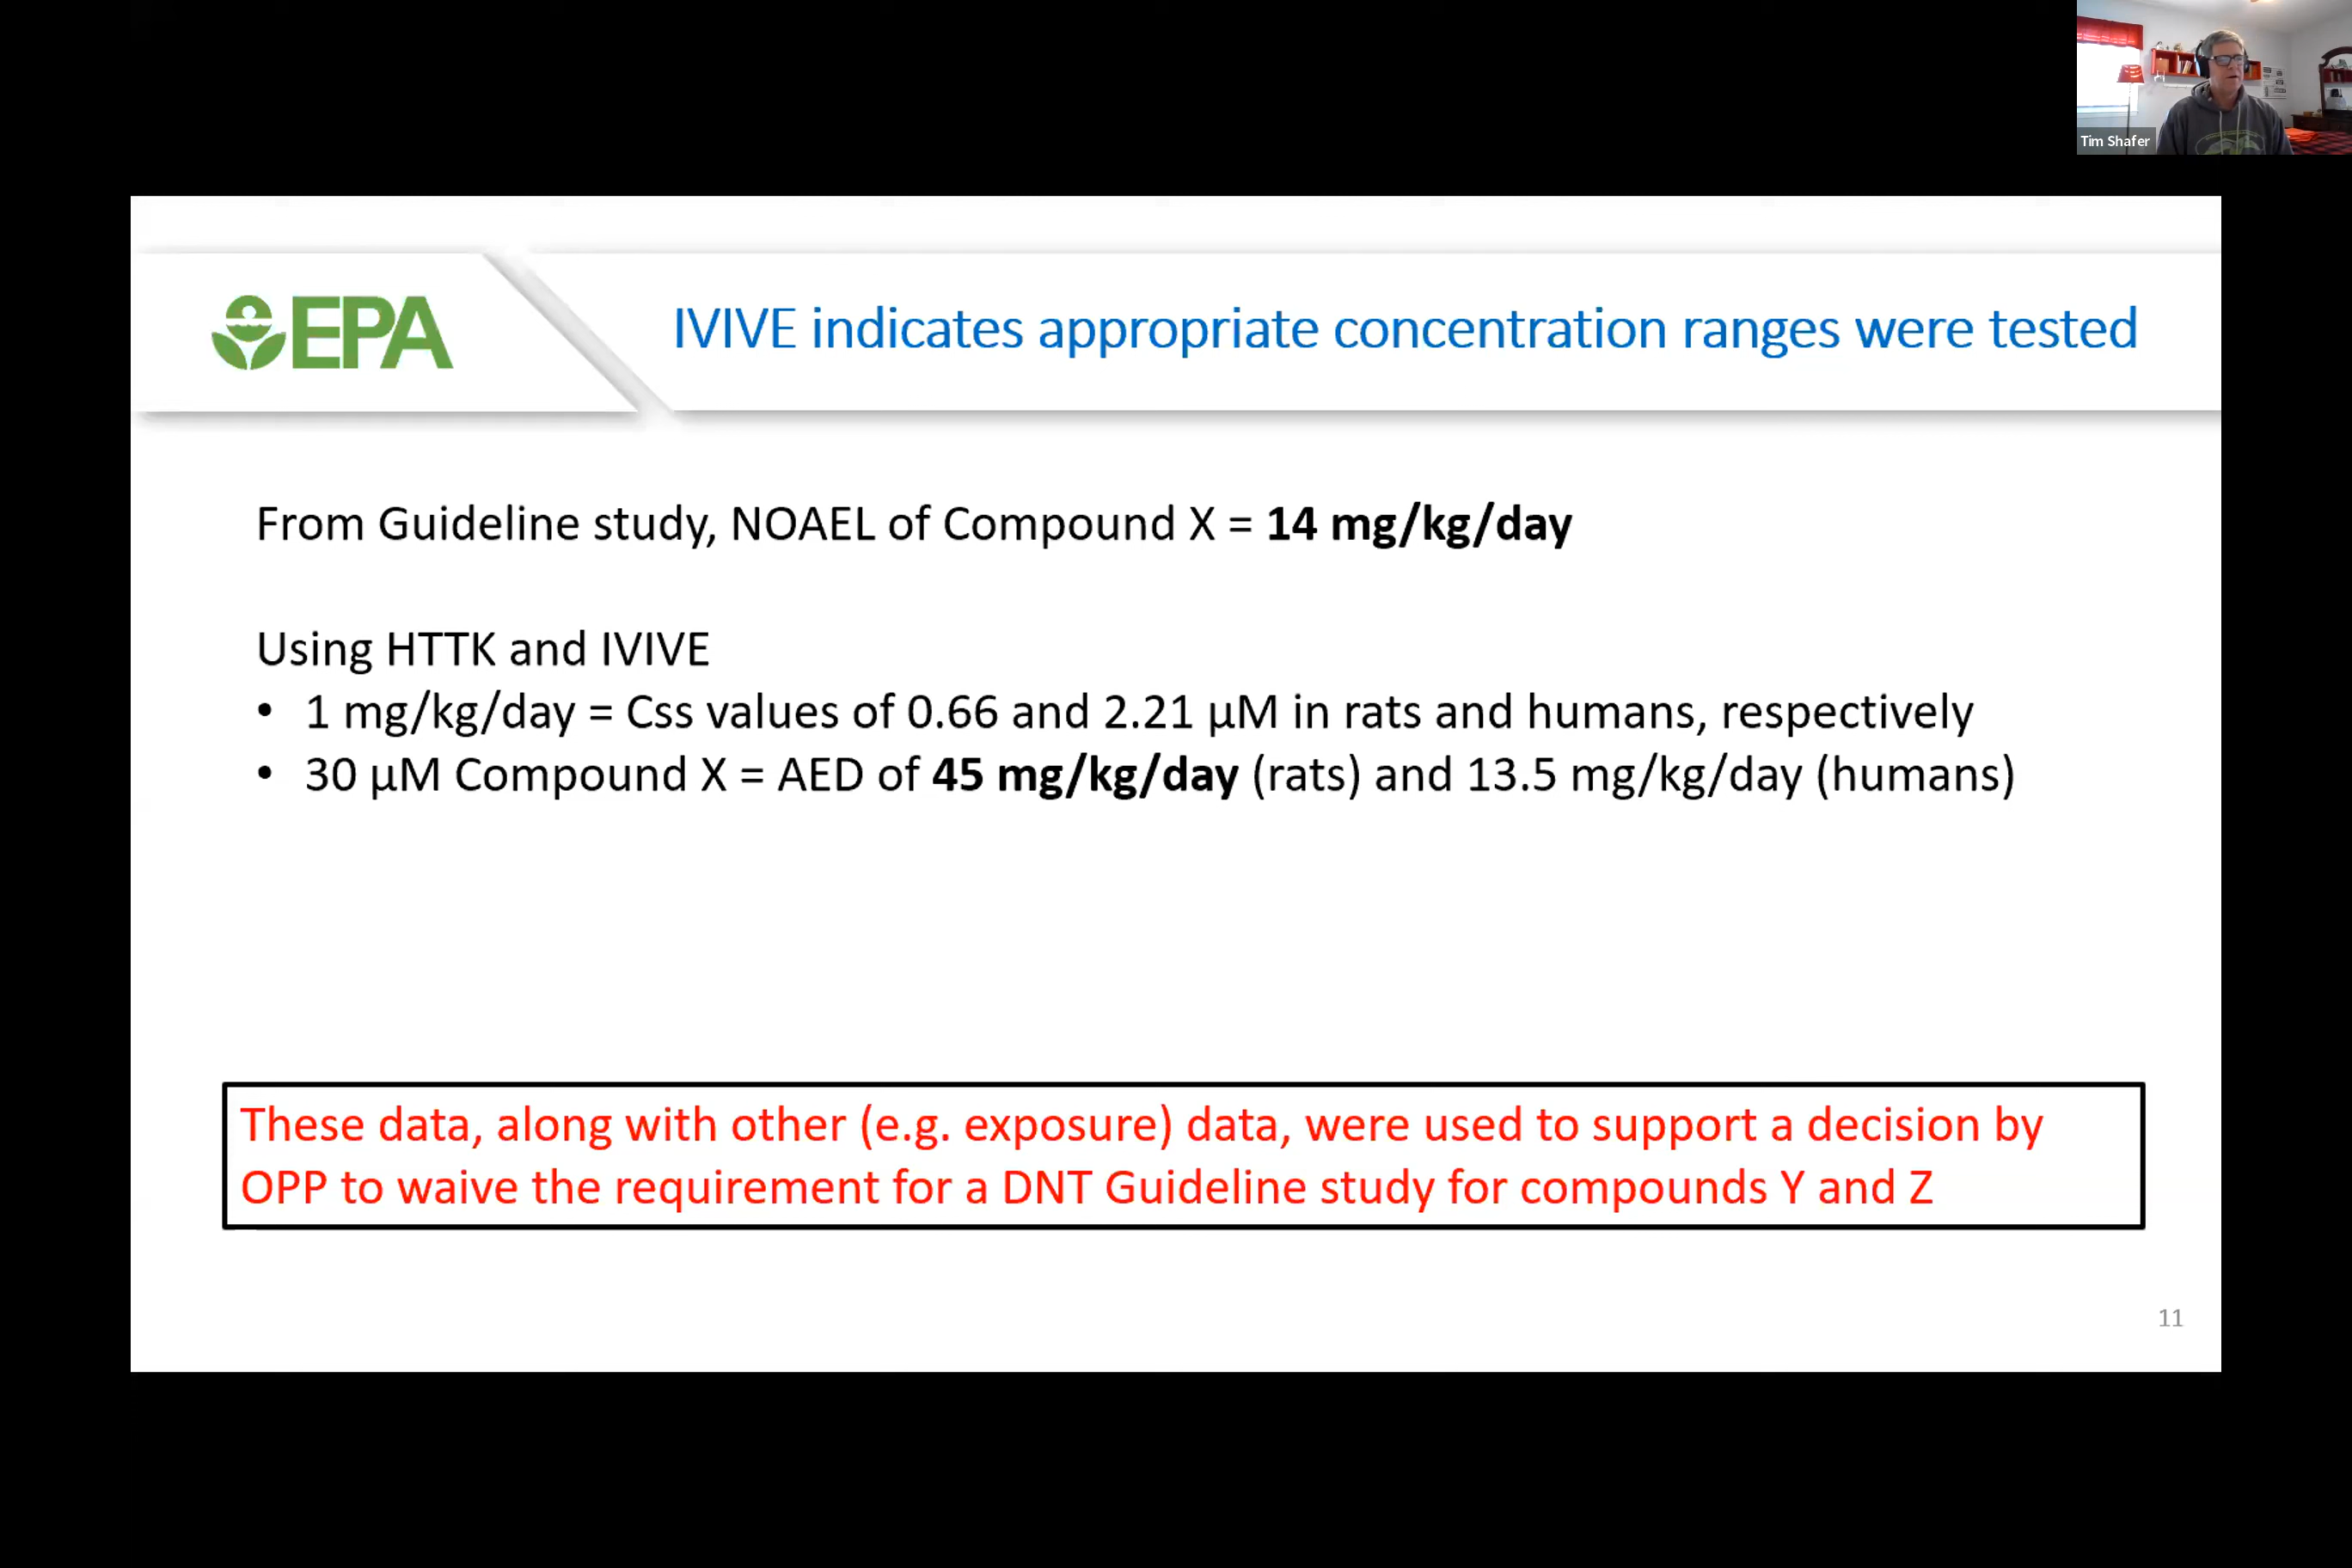 Tim Shafer
EPA
IVIVE indicates appropriate concentration ranges were tested
From Guideline study, NOAEL of Compound X = 14 mg/kg/day
Using HTTK and IVIVE
• 1 mg/kg/day = Css values of 0.66 and 2.21 µM in rats and humans, respectively
• 30 µM Compound X = AED of 45 mg/kg/day (rats) and 13.5 mg/kg/day (humans)
These data, along with other (e.g. exposure) data, were used to support a decision by
OPP to waive the requirement for a DNT Guideline study for compounds Y and Z
11